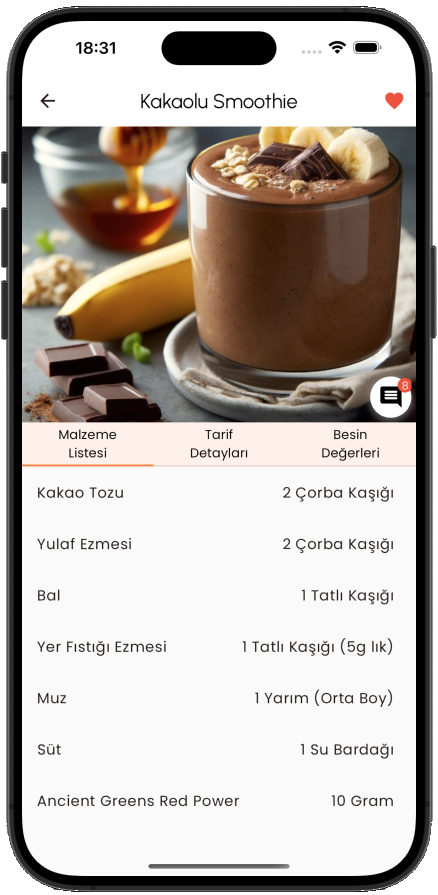 18:31
Kakaolu Smoothie
8
Malzeme
Listesi
Tarif
Detayları
Besin
Değerleri
Kakao Tozu 2 Çorba Kaşığı
Yulaf Ezmesi 2 Çorba Kaşığı
Bal 1 Tatlı Kaşığı
Yer Fıstığı Ezmesi 1 Tatlı Kaşığı (5g lık)
Muz 1 Yarım (Orta Boy)
Süt 1 Su Bardağı
Ancient Greens Red Power 10 Gram